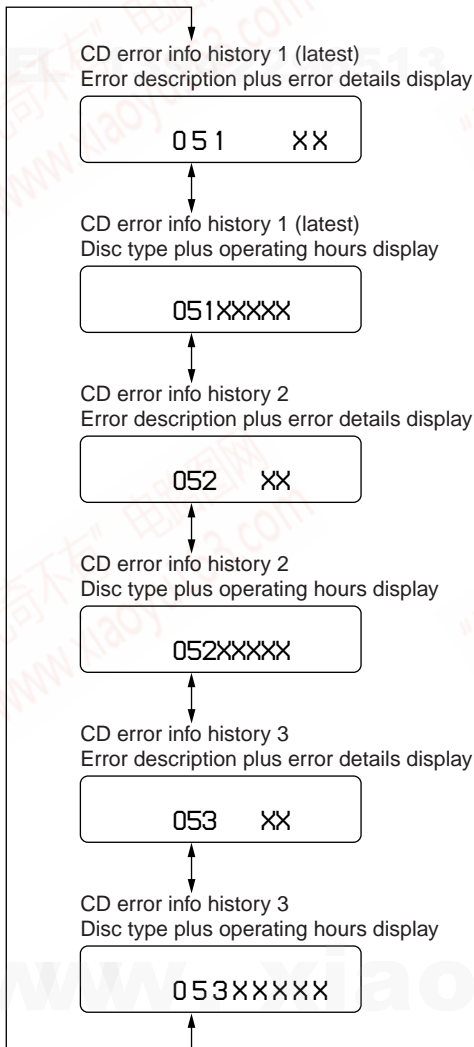 CD error info history 1 (latest)
Error description plus error details display
051 XX
CD error info history 1 (latest)
Disc type plus operating hours display
051XXXXX
CD error info history 2
Error description plus error details display
052 XX
CD error info history 2
Disc type plus operating hours display
052XXXXX
CD error info history 3
Error description plus error details display
053 XX
CD error info history 3
Disc type plus operating hours display
053XXXXX